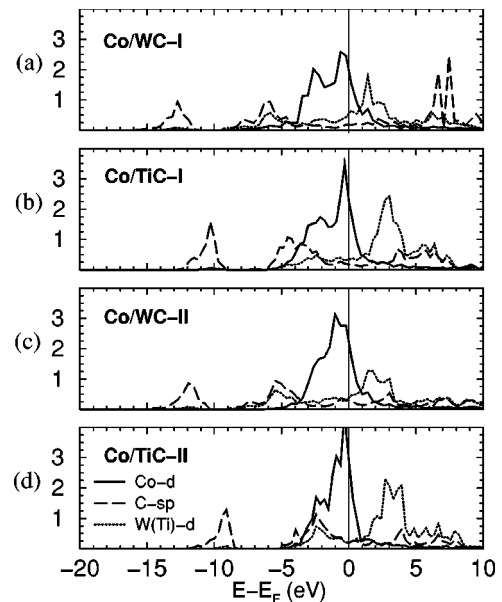 (a)
Co/WC-I
3
2
1
(b)
Co/TiC-I
3
2
1
(c)
Co/WC-II
3
2
1
(d)
Co/TiC-II
Co-d
C-sp
W(Ti)-d
3
2
1
-20 -15 -10 -5 0 5 10
E-E_F (eV)